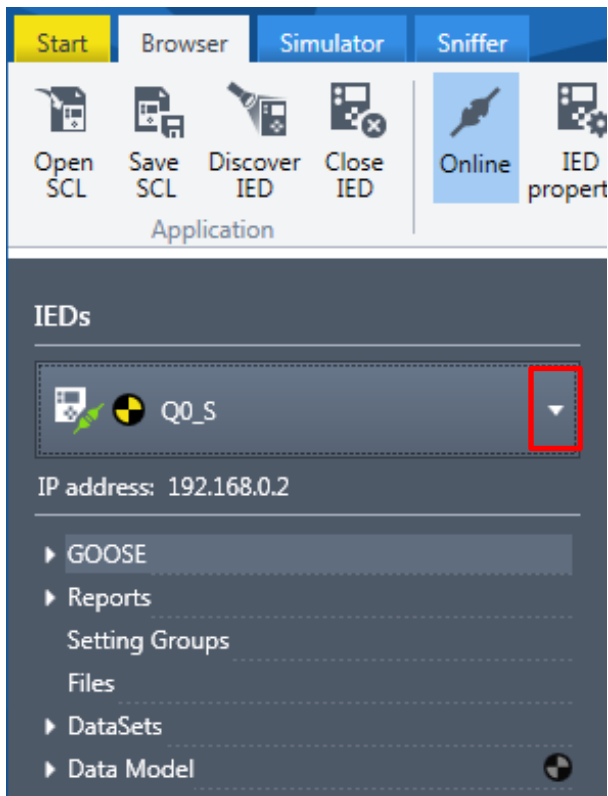 Start Browser Simulator Sniffer
Open SCL Save SCL Discover IED Close IED Online IED
Application
IEDs
Q0_S
IP address: 192.168.0.2
GOOSE
Reports
Setting Groups
Files
DataSets
Data Model